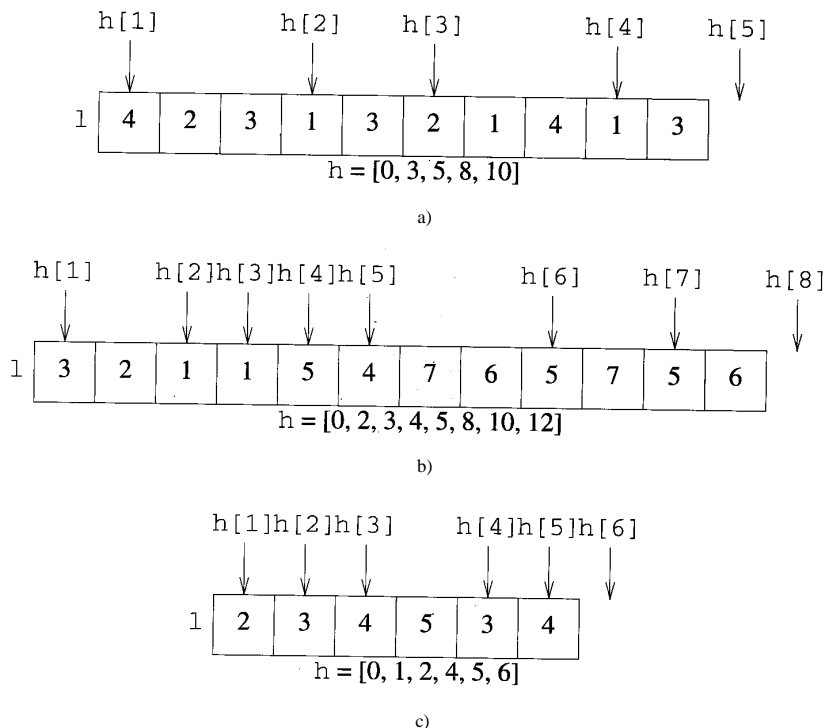 h[1] h[2] h[3] h[4] h[5]
l 4 2 3 1 3 2 1 4 1 3
h = [0, 3, 5, 8, 10]
a)
h[1] h[2] h[3] h[4] h[5] h[6] h[7] h[8]
l 3 2 1 1 5 4 7 6 5 7 5 6
h = [0, 2, 3, 4, 5, 8, 10, 12]
b)
h[1] h[2] h[3] h[4] h[5] h[6]
l 2 3 4 5 3 4
h = [0, 1, 2, 4, 5, 6]
c)